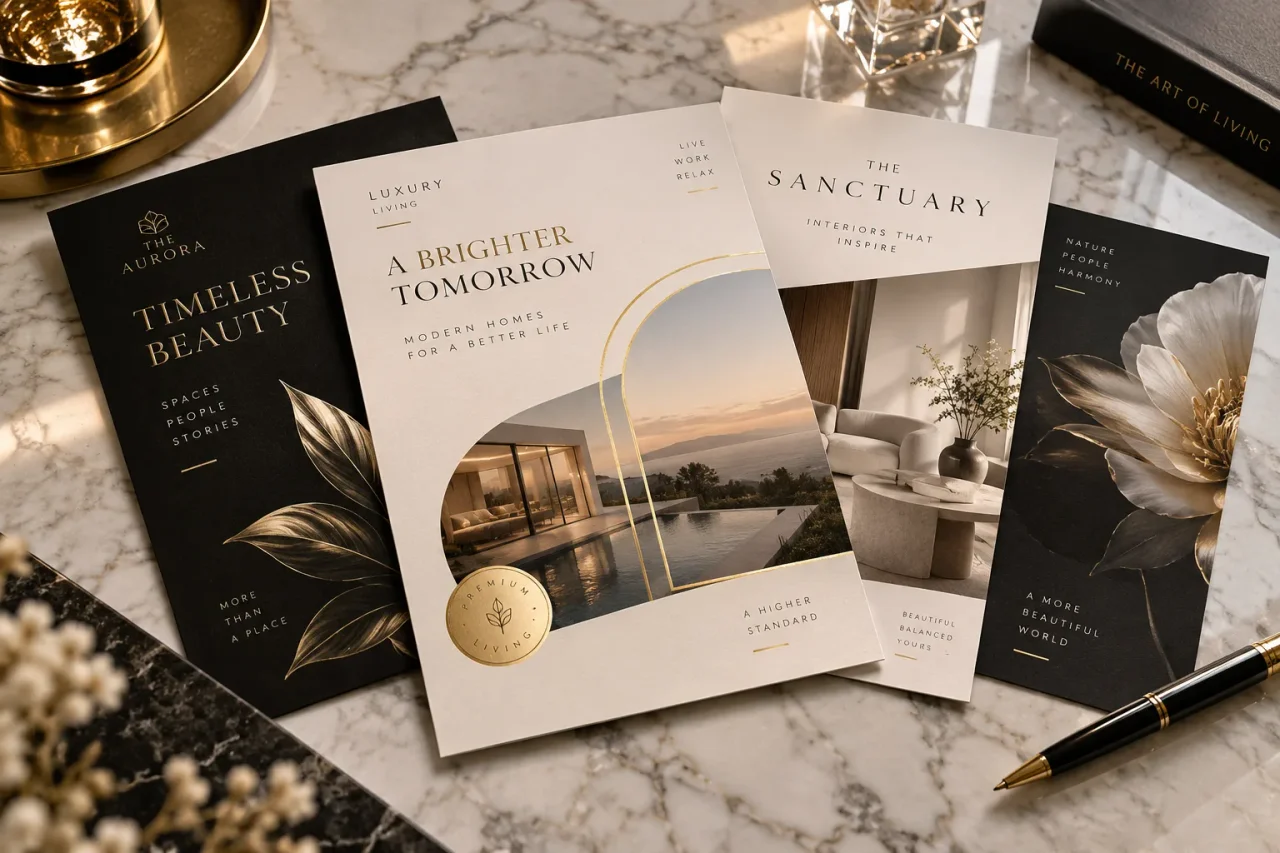 THE
AURORA
TIMELESS
BEAUTY
SPACES
PEOPLE
STORIES
MORE
THAN
A PLACE
LUXURY
LIVING
LIVE
WORK
RELAX
A BRIGHTER
TOMORROW
MODERN HOMES
FOR A BETTER LIFE
PREMIUM
LIVING
A HIGHER
STANDARD
THE
SANCTUARY
INTERIORS THAT
INSPIRE
BEAUTIFUL
BALANCED
NATURE
PEOPLE
HARMONY
A MORE
BEAUTIFUL
WORLD
THE ART OF LIVING